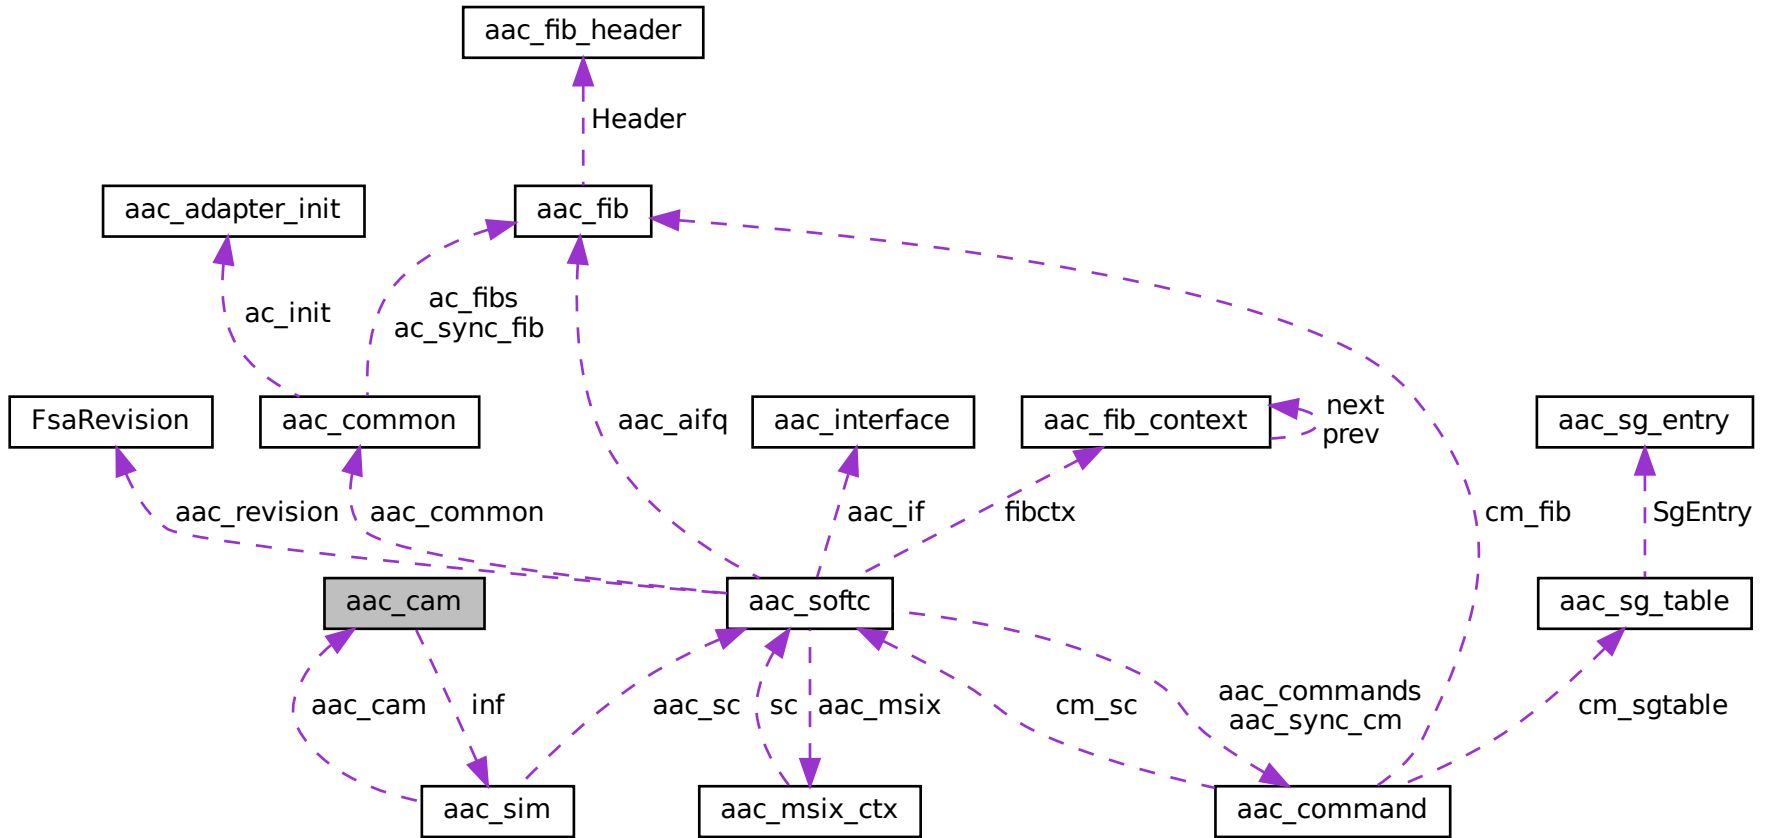 aac_fib_header
Header
aac_adapter_init
aac_fib
ac_init
ac_fibs
ac_sync_fib
FsaRevision
aac_common
aac_aifq
aac_interface
aac_fib_context
next
prev
aac_sg_entry
aac_revision
aac_common
aac_if
fibctx
cm_fib
SgEntry
aac_cam
aac_softc
aac_sg_table
aac_cam
inf
aac_sc
sc
aac_msix
cm_sc
aac_commands
aac_sync_cm
cm_sgtable
aac_sim
aac_msix_ctx
aac_command